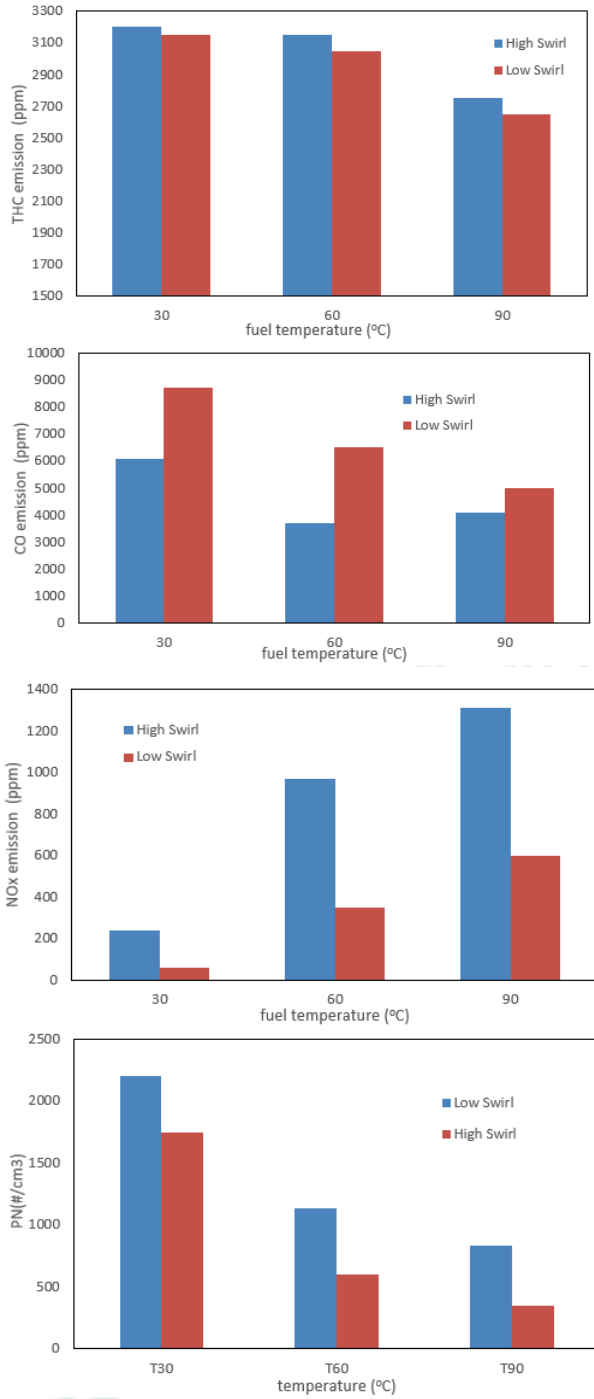 3300
3100
2900
2700
2500
2300
2100
1900
1700
1500
THC emission (ppm)
High Swirl
Low Swirl
30 60 90
fuel temperature (°C)
10000
9000
8000
7000
6000
5000
4000
3000
2000
1000
0
CO emission (ppm)
High Swirl
Low Swirl
30 60 90
fuel temperature (°C)
1400
1200
1000
800
600
400
200
0
NOx emission (ppm)
High Swirl
Low Swirl
30 60 90
fuel temperature (°C)
2500
2000
1500
1000
500
0
PN(#/cm3)
Low Swirl
High Swirl
T30 T60 T90
temperature (°C)